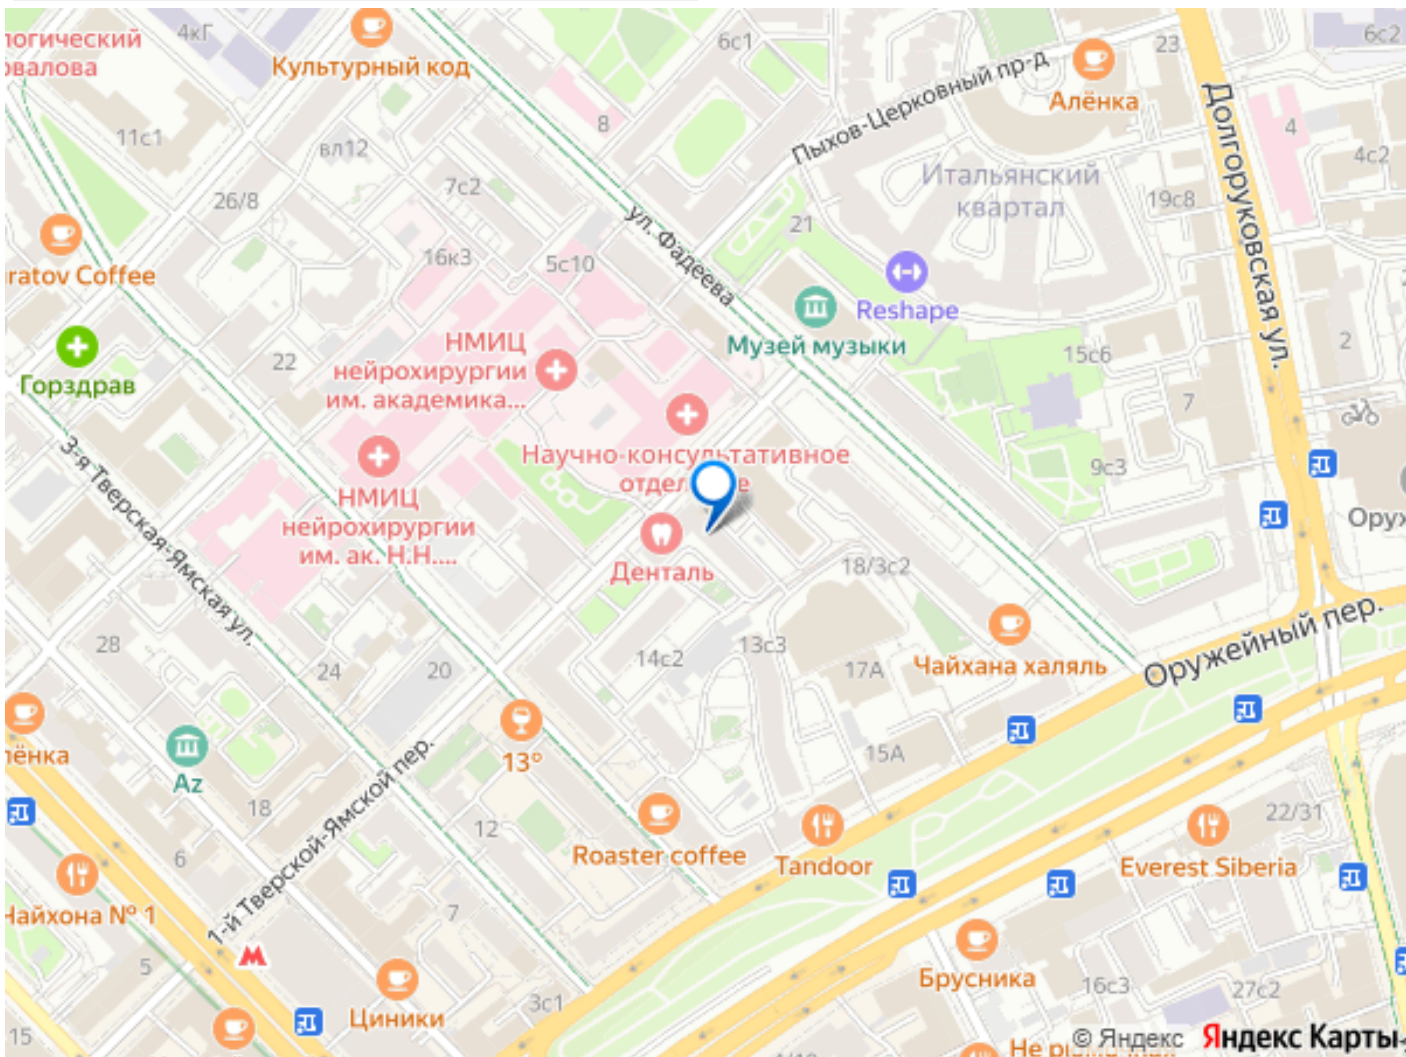 логический
овалова
4кГ
Культурный код
6с1
23
6с2
Алёнка
Пыхов-Церковный пр-д
Долгоруковская ул.
11с1
вл12
8
4
4с2
7с2
26/8
Итальянский
квартал
19с8
21
ул. Фадеева
16к3
5с10
ratov Coffee
Reshape
Музей музыки
НМИЦ
нейрохирургии
им. академика...
22
Горздрав
15с6
2
7
3-я Тверская-Ямская ул.
Научно-консультативное
9с3
НМИЦ
нейрохирургии
им. ак. Н.Н....
Денталь
18/3с2
Оруж
Оружейный пер.
28
24
20
14с2
13с3
17А
Чайхана халяль
лёнка
Az
13°
15А
18
1-й Тверской-Ямской пер.
12
6
Roaster coffee
Tandoor
22/31
Everest Siberia
Чайхона № 1
7
5
М
Брусника
Циники
3с1
16с3
27с2
15
© Яндекс
Яндекс Карты